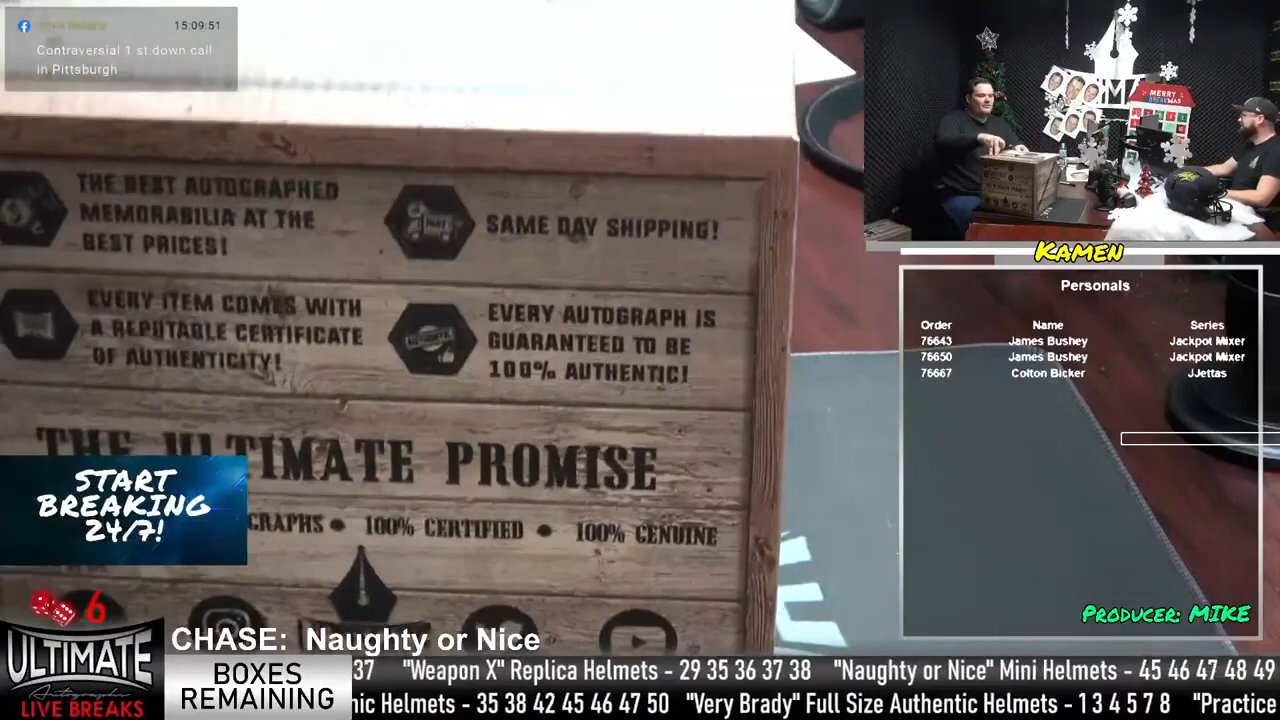 15:09:51
Contraversial 1 st down call
in Pittsburgh
THE BEST AUTOGRAPHED
MEMORABILIA AT THE
BEST PRICES!
SAME DAY SHIPPING!
EVERY ITEM COMES WITH
A REPUTABLE CERTIFICATE
OF AUTHENTICITY!
EVERY AUTOGRAPH IS
GUARANTEED TO BE
100% AUTHENTIC!
THE ULTIMATE PROMISE
GRAPHS • 100% CERTIFIED • 100% GENUINE
START
BREAKING
24/7!
MERRY
BREAKMAS
KAMEN
Personals
Order Name Series
76643 James Bushey Jackpot Mixer
76650 James Bushey Jackpot Mixer
76667 Colton Bicker JJettas
PRODUCER: MIKE
6
ULTIMATE
Autographs
LIVE BREAKS
CHASE: Naughty or Nice
BOXES
REMAINING
37 "Weapon X" Replica Helmets - 29 35 36 37 38 "Naughty or Nice" Mini Helmets - 45 46 47 48 49
nic Helmets - 35 38 42 45 46 47 50 "Very Brady" Full Size Authentic Helmets - 1 3 4 5 7 8 "Practice